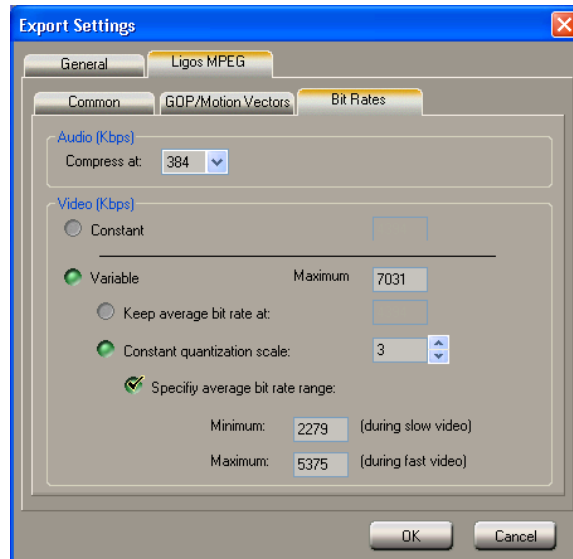 Export Settings
General Ligos MPEG
Common GOP/Motion Vectors Bit Rates
Audio (Kbps)
Compress at: 384
Video (Kbps)
Constant
Variable Maximum 7031
Keep average bit rate at:
Constant quantization scale: 3
Specifiy average bit rate range:
Minimum: 2279 (during slow video)
Maximum: 5375 (during fast video)
OK Cancel